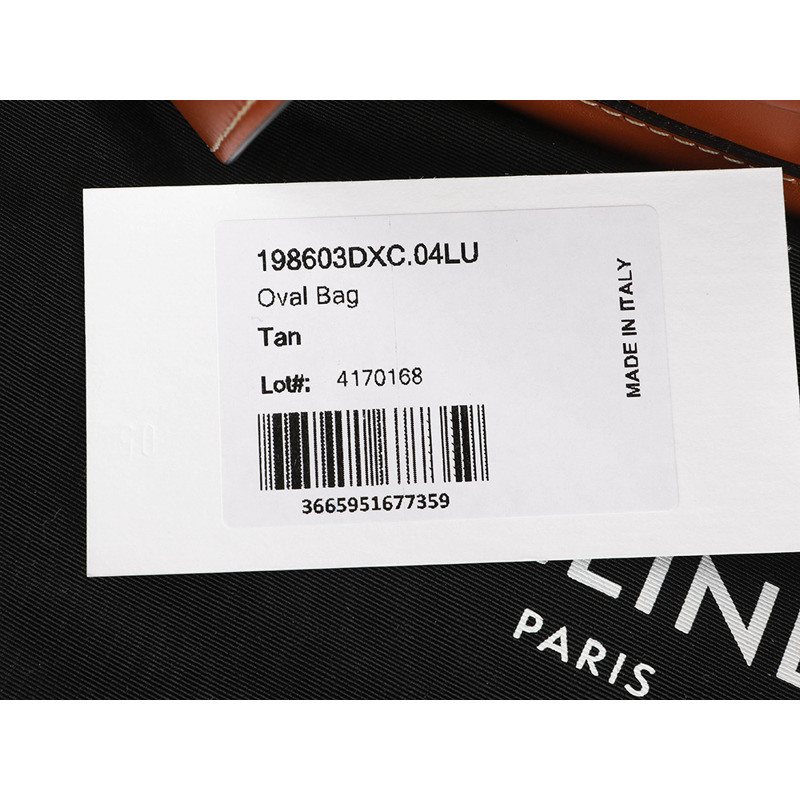 198603DXC.04LU
Oval Bag
Tan
Lot#: 4170168
3665951677359
MADE IN ITALY
PARIS